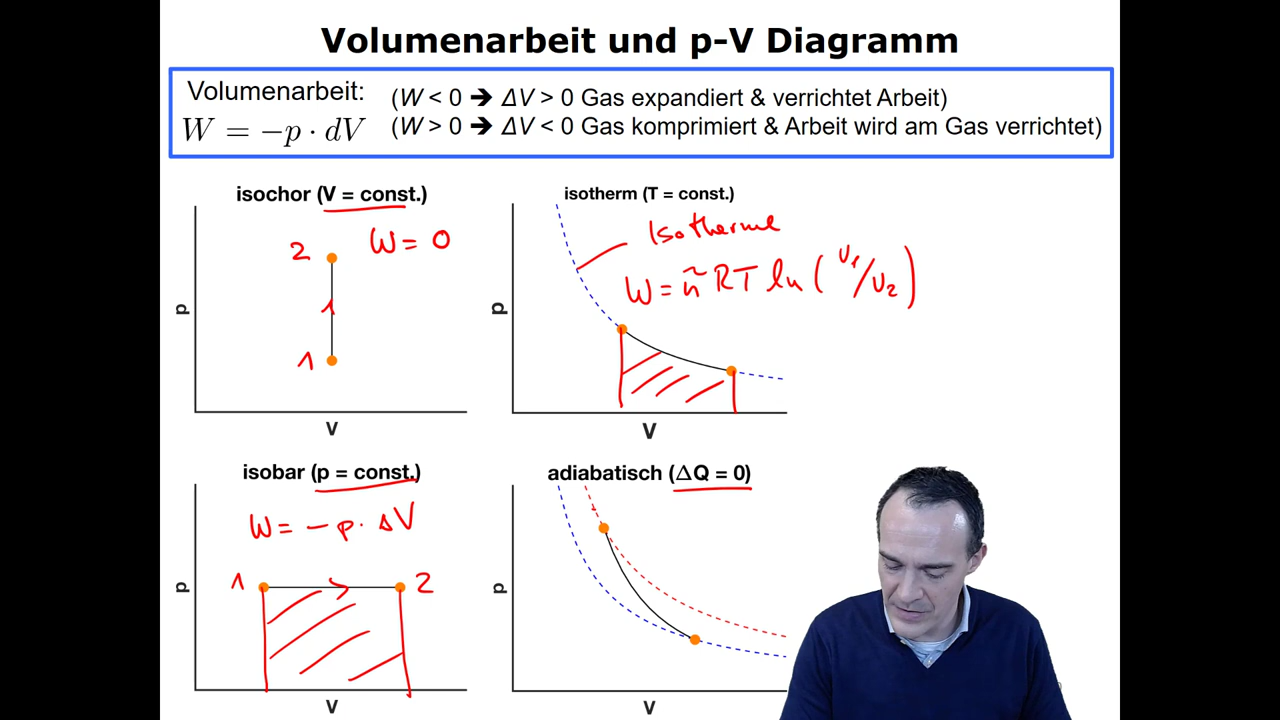 Volumenarbeit und p-V Diagramm
Volumenarbeit:
(W < 0 ➔ ΔV > 0 Gas expandiert & verrichtet Arbeit)
W = −p · dV
(W > 0 ➔ ΔV < 0 Gas komprimiert & Arbeit wird am Gas verrichtet)
isochor (V = const.)
2
W = 0
1
p
V
isotherm (T = const.)
Isotherme
W = ñ R T ln (V1/V2)
p
V
isobar (p = const.)
W = − p · ΔV
1
2
p
V
adiabatisch (ΔQ = 0)
p
V